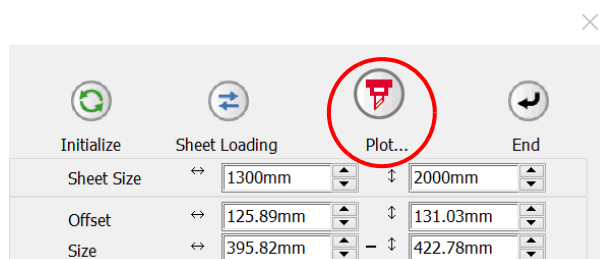 Initialize Sheet Loading Plot... End
Sheet Size ↔ 1300mm ↕ 2000mm
Offset ↔ 125.89mm ↕ 131.03mm
Size ↔ 395.82mm – ↕ 422.78mm